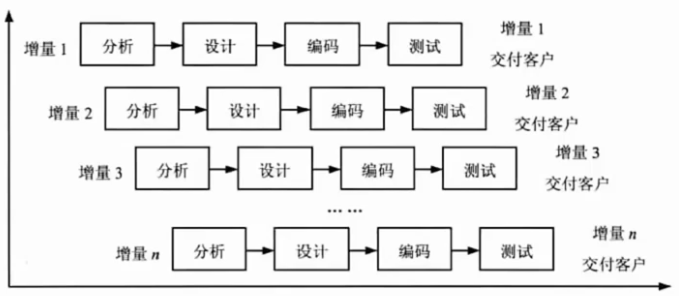 增量 1 分析 设计 编码 测试 增量 1
交付客户
增量 2 分析 设计 编码 测试 增量 2
交付客户
增量 3 分析 设计 编码 测试 增量 3
交付客户
... ...
增量 n 分析 设计 编码 测试 增量 n
交付客户